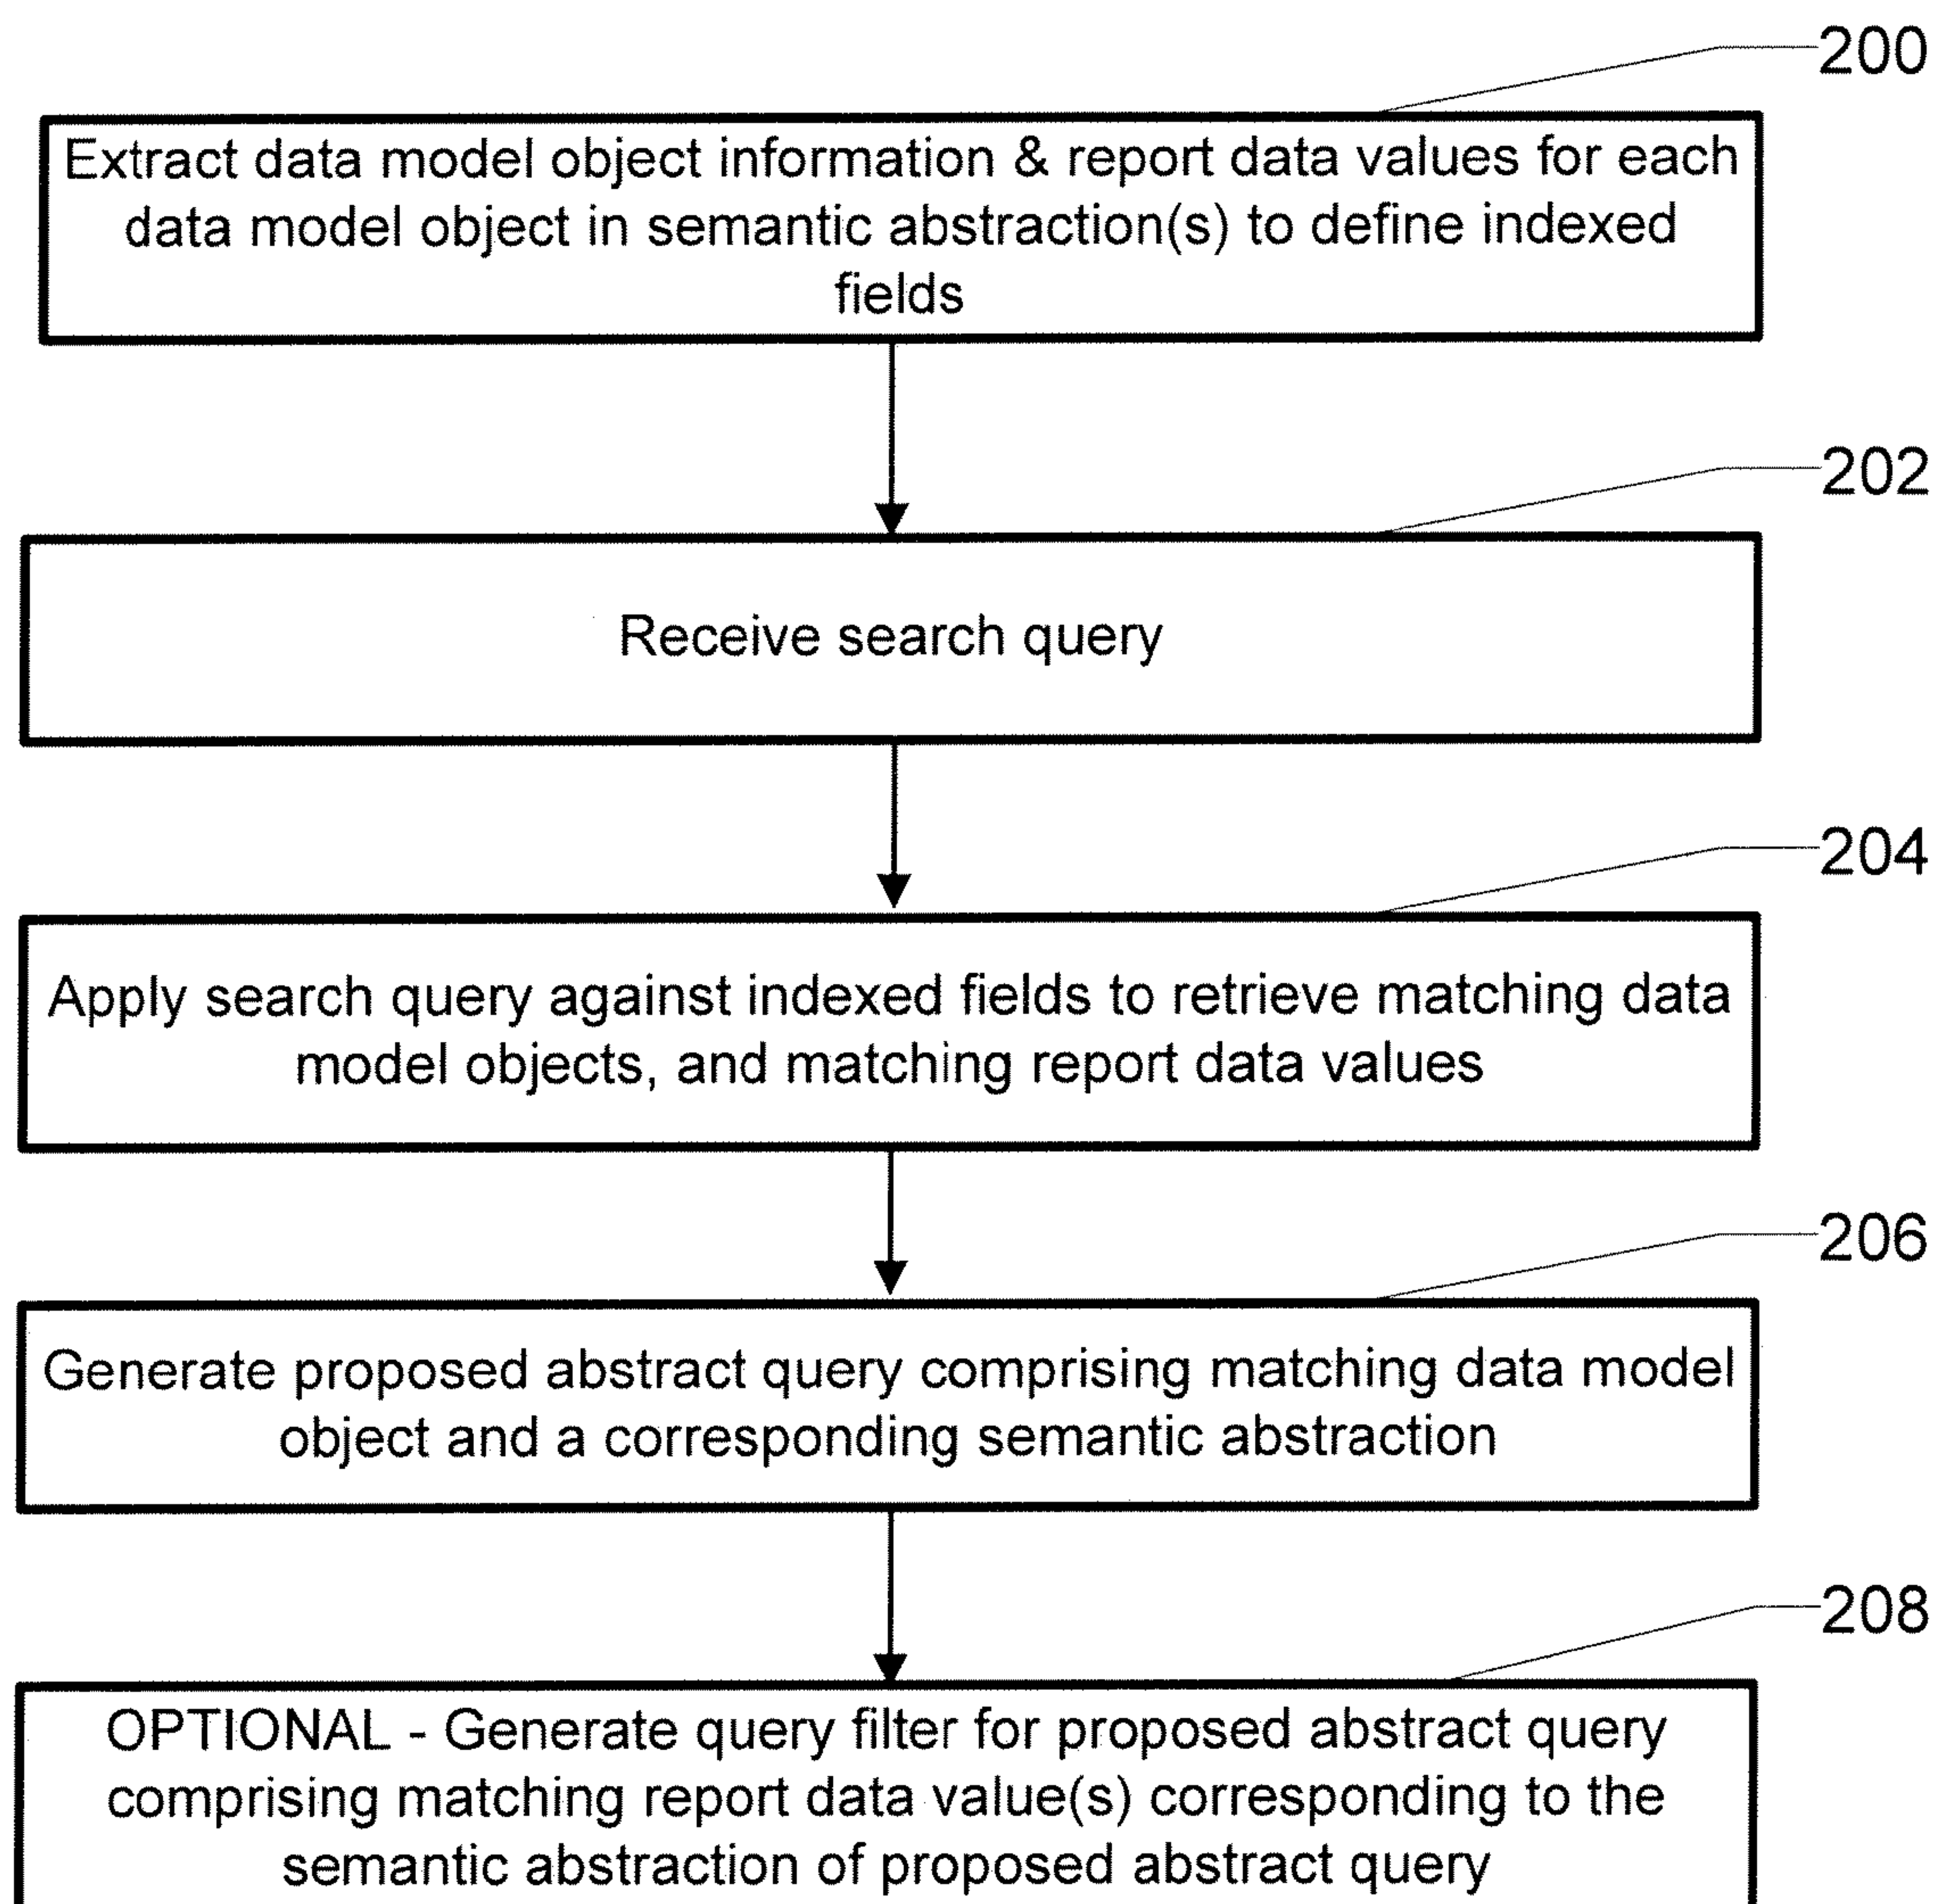 200
Extract data model object information & report data values for each
data model object in semantic abstraction(s) to define indexed
fields
202
Receive search query
204
Apply search query against indexed fields to retrieve matching data
model objects, and matching report data values
206
Generate proposed abstract query comprising matching data model
object and a corresponding semantic abstraction
208
OPTIONAL - Generate query filter for proposed abstract query
comprising matching report data value(s) corresponding to the
semantic abstraction of proposed abstract query